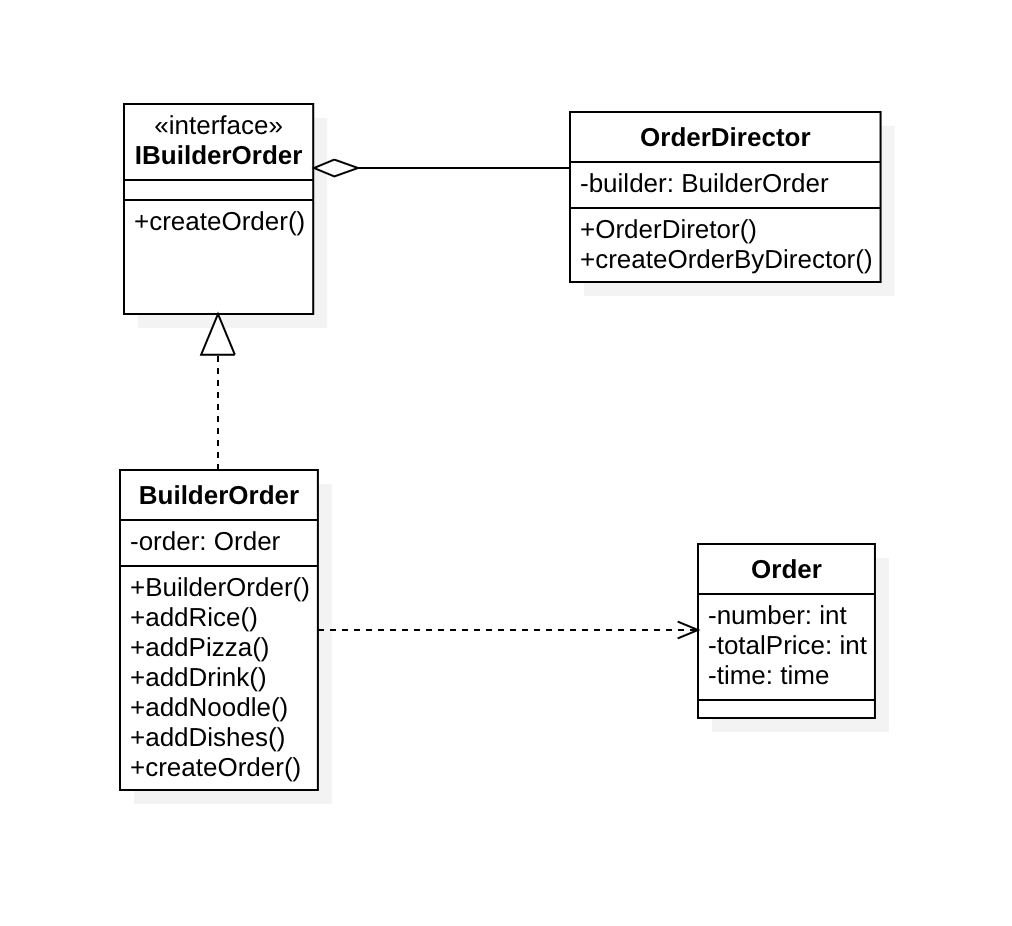 «interface»
IBuilderOrder
+createOrder()
OrderDirector
-builder: BuilderOrder
+OrderDiretor()
+createOrderByDirector()
BuilderOrder
-order: Order
+BuilderOrder()
+addRice()
+addPizza()
+addDrink()
+addNoodle()
+addDishes()
+createOrder()
Order
-number: int
-totalPrice: int
-time: time